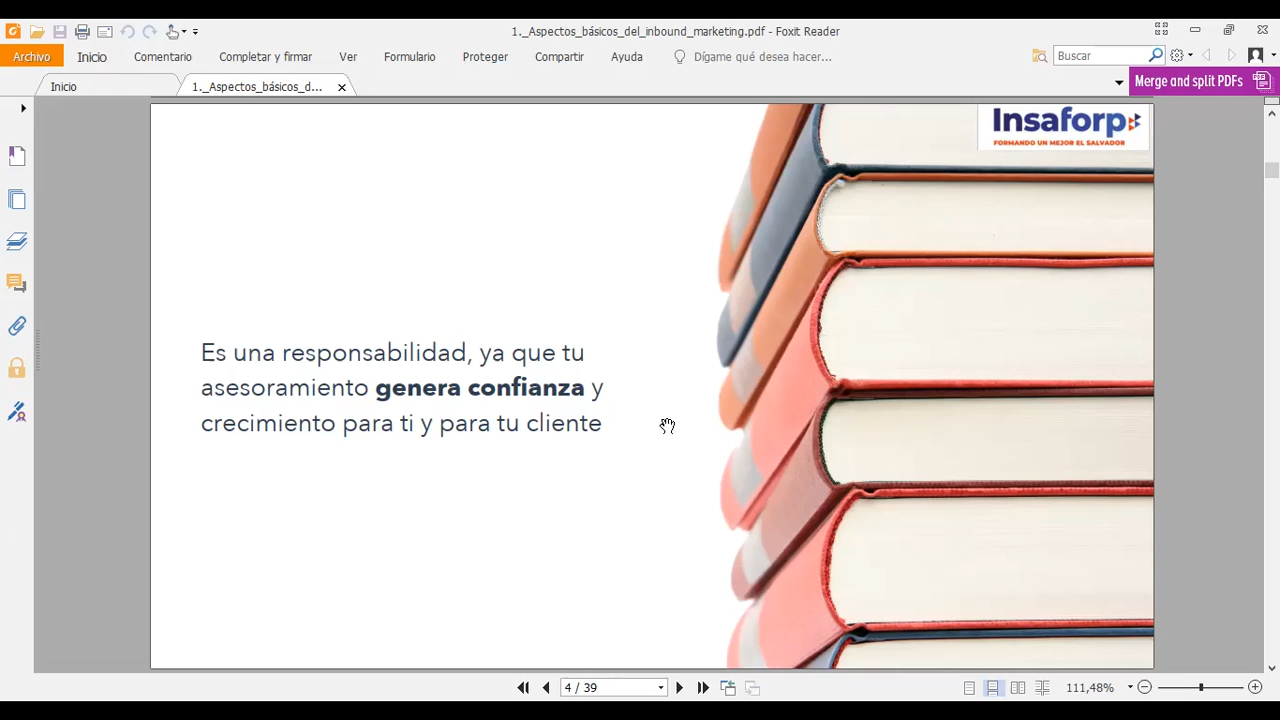 1._Aspectos_básicos_del_inbound_marketing.pdf - Foxit Reader
Archivo Inicio Comentario Completar y firmar Ver Formulario Proteger Compartir Ayuda Dígame qué desea hacer... Buscar
Inicio 1._Aspectos_básicos_d... Merge and split PDFs
Insaforp
FORMANDO UN MEJOR EL SALVADOR
Es una responsabilidad, ya que tu
asesoramiento genera confianza y
crecimiento para ti y para tu cliente
4 / 39 111,48%